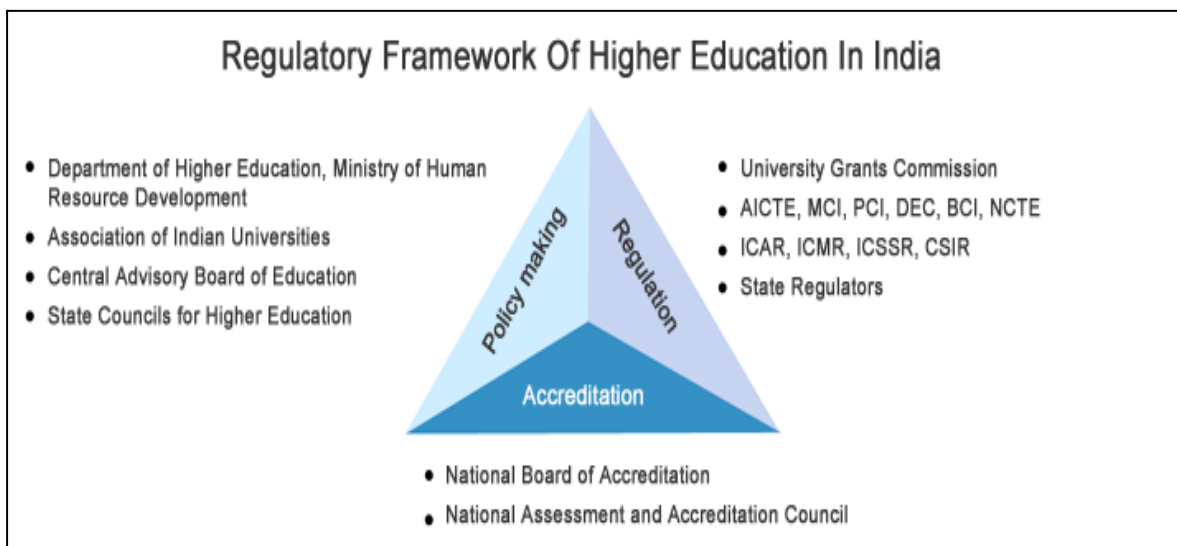 Regulatory Framework Of Higher Education In India
• Department of Higher Education, Ministry of Human
Resource Development
• Association of Indian Universities
• Central Advisory Board of Education
• State Councils for Higher Education
Policy making
Regulation
Accreditation
• University Grants Commission
• AICTE, MCI, PCI, DEC, BCI, NCTE
• ICAR, ICMR, ICSSR, CSIR
• State Regulators
• National Board of Accreditation
• National Assessment and Accreditation Council